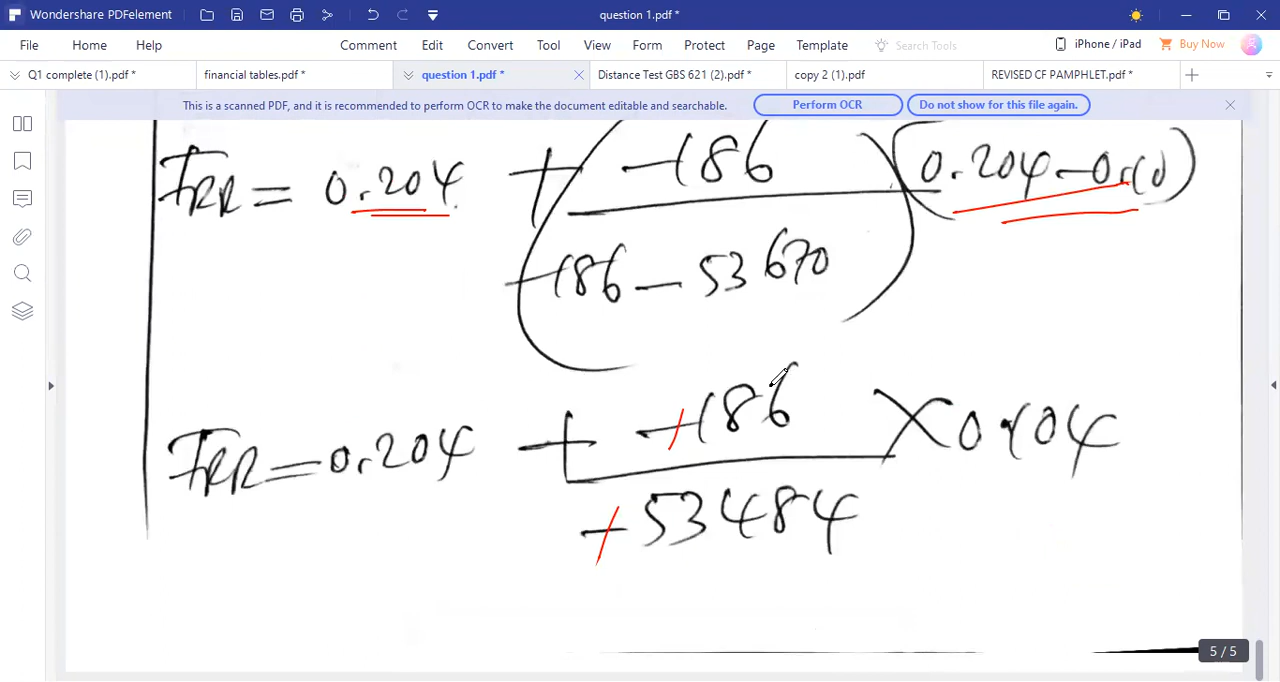 Wondershare PDFelement
question 1.pdf *
File Home Help Comment Edit Convert Tool View Form Protect Page Template Search Tools iPhone / iPad Buy Now
Q1 complete (1).pdf * financial tables.pdf * question 1.pdf * Distance Test GBS 621 (2).pdf * copy 2 (1).pdf REVISED CF PAMPHLET.pdf *
This is a scanned PDF, and it is recommended to perform OCR to make the document editable and searchable. Perform OCR Do not show for this file again.
IRR = 0.204 + ( -186 ) (0.204 - 0.10)
-186 - 53670
IRR = 0.204 + -186 X 0.104
-53484
5 / 5